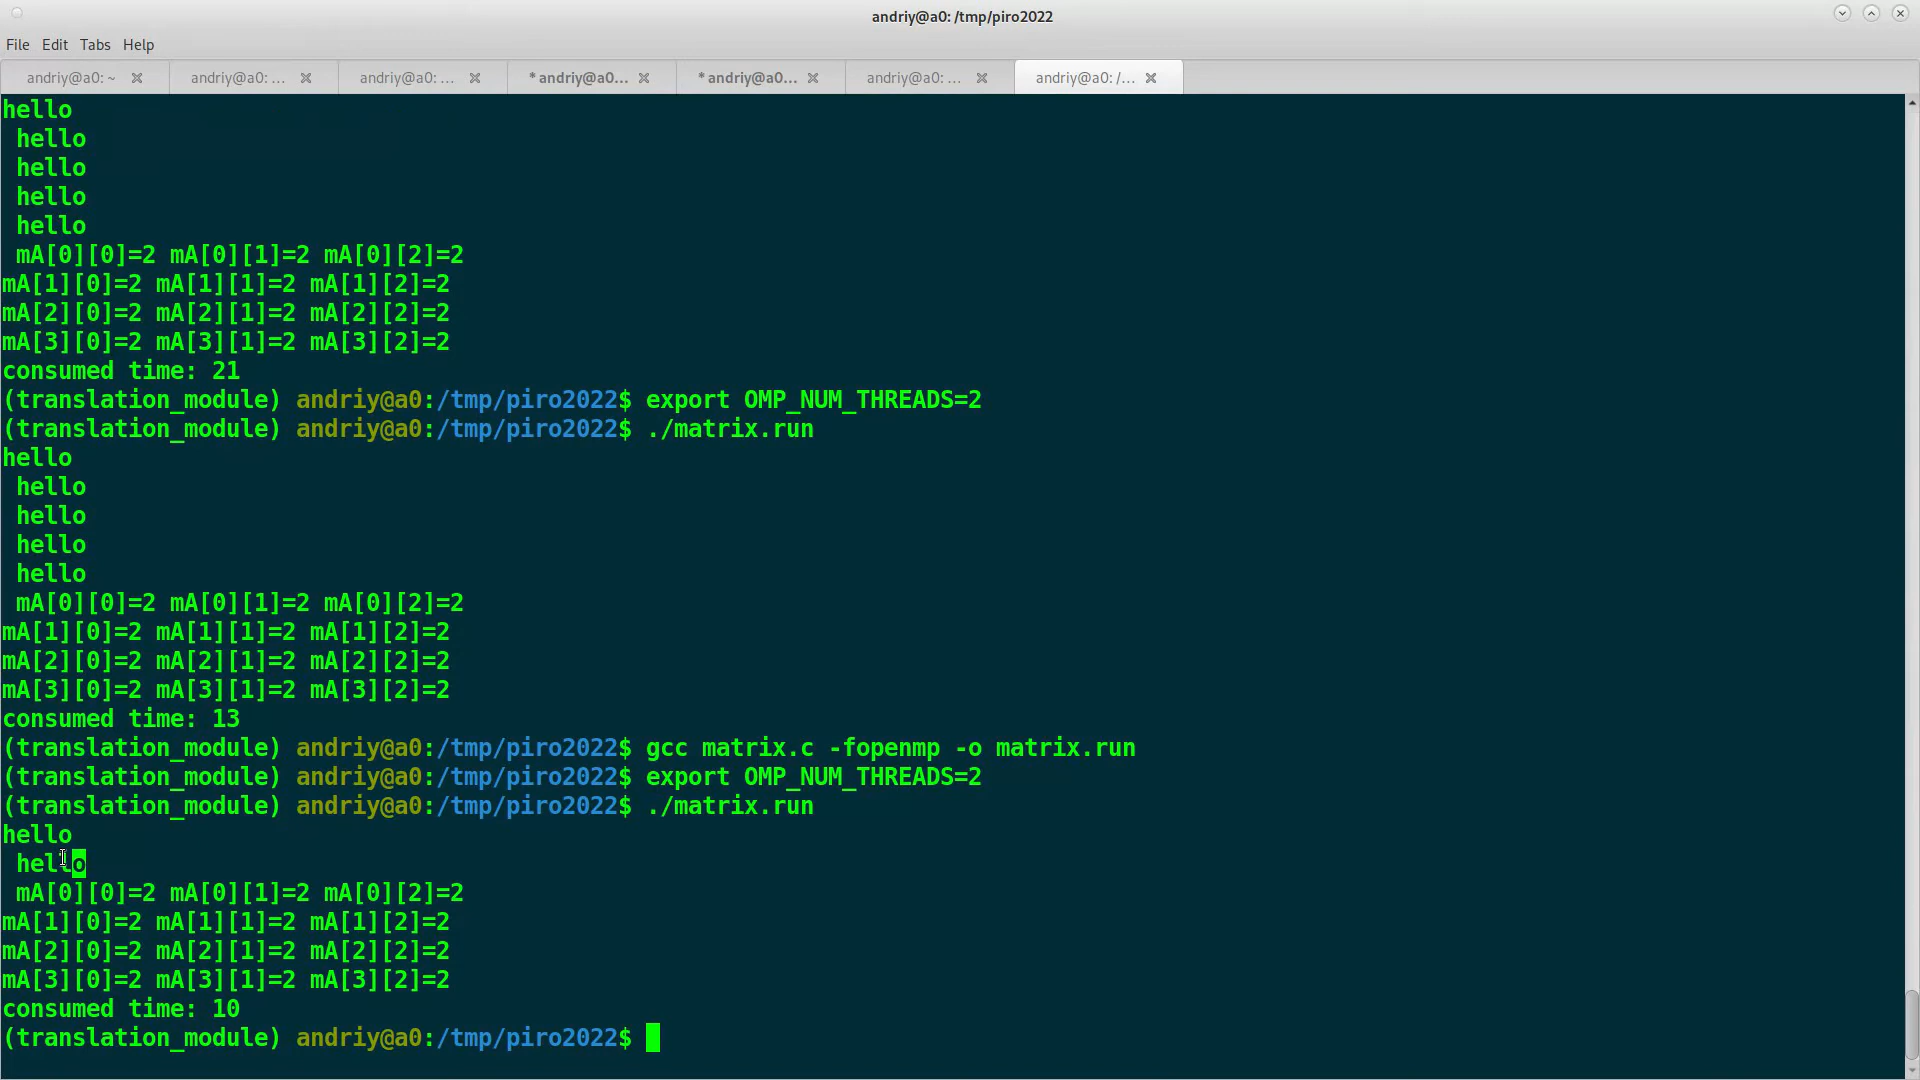 andriy@a0: /tmp/piro2022
File Edit Tabs Help
andriy@a0: ~ andriy@a0: ... andriy@a0: ... * andriy@a0... * andriy@a0... andriy@a0: ... andriy@a0: /...
hello
hello
hello
hello
hello
mA[0][0]=2 mA[0][1]=2 mA[0][2]=2
mA[1][0]=2 mA[1][1]=2 mA[1][2]=2
mA[2][0]=2 mA[2][1]=2 mA[2][2]=2
mA[3][0]=2 mA[3][1]=2 mA[3][2]=2
consumed time: 21
(translation_module) andriy@a0:/tmp/piro2022$ export OMP_NUM_THREADS=2
(translation_module) andriy@a0:/tmp/piro2022$ ./matrix.run
hello
hello
hello
hello
hello
mA[0][0]=2 mA[0][1]=2 mA[0][2]=2
mA[1][0]=2 mA[1][1]=2 mA[1][2]=2
mA[2][0]=2 mA[2][1]=2 mA[2][2]=2
mA[3][0]=2 mA[3][1]=2 mA[3][2]=2
consumed time: 13
(translation_module) andriy@a0:/tmp/piro2022$ gcc matrix.c -fopenmp -o matrix.run
(translation_module) andriy@a0:/tmp/piro2022$ export OMP_NUM_THREADS=2
(translation_module) andriy@a0:/tmp/piro2022$ ./matrix.run
hello
hello
mA[0][0]=2 mA[0][1]=2 mA[0][2]=2
mA[1][0]=2 mA[1][1]=2 mA[1][2]=2
mA[2][0]=2 mA[2][1]=2 mA[2][2]=2
mA[3][0]=2 mA[3][1]=2 mA[3][2]=2
consumed time: 10
(translation_module) andriy@a0:/tmp/piro2022$